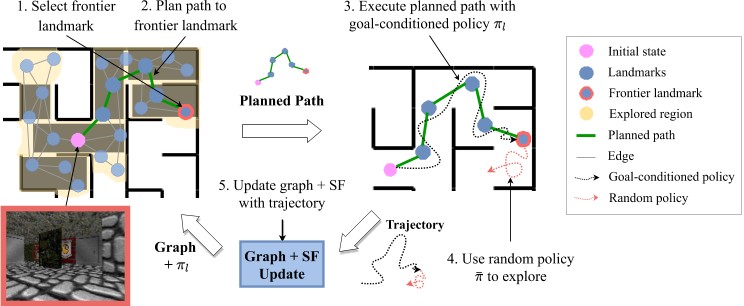 1. Select frontier
landmark
2. Plan path to
frontier landmark
Planned Path
3. Execute planned path with
goal-conditioned policy πl
Initial state
Landmarks
Frontier landmark
Explored region
Planned path
Edge
Goal-conditioned policy
Random policy
4. Use random policy
π̄ to explore
Trajectory
5. Update graph + SF
with trajectory
Graph + SF
Update
Graph
+ πl